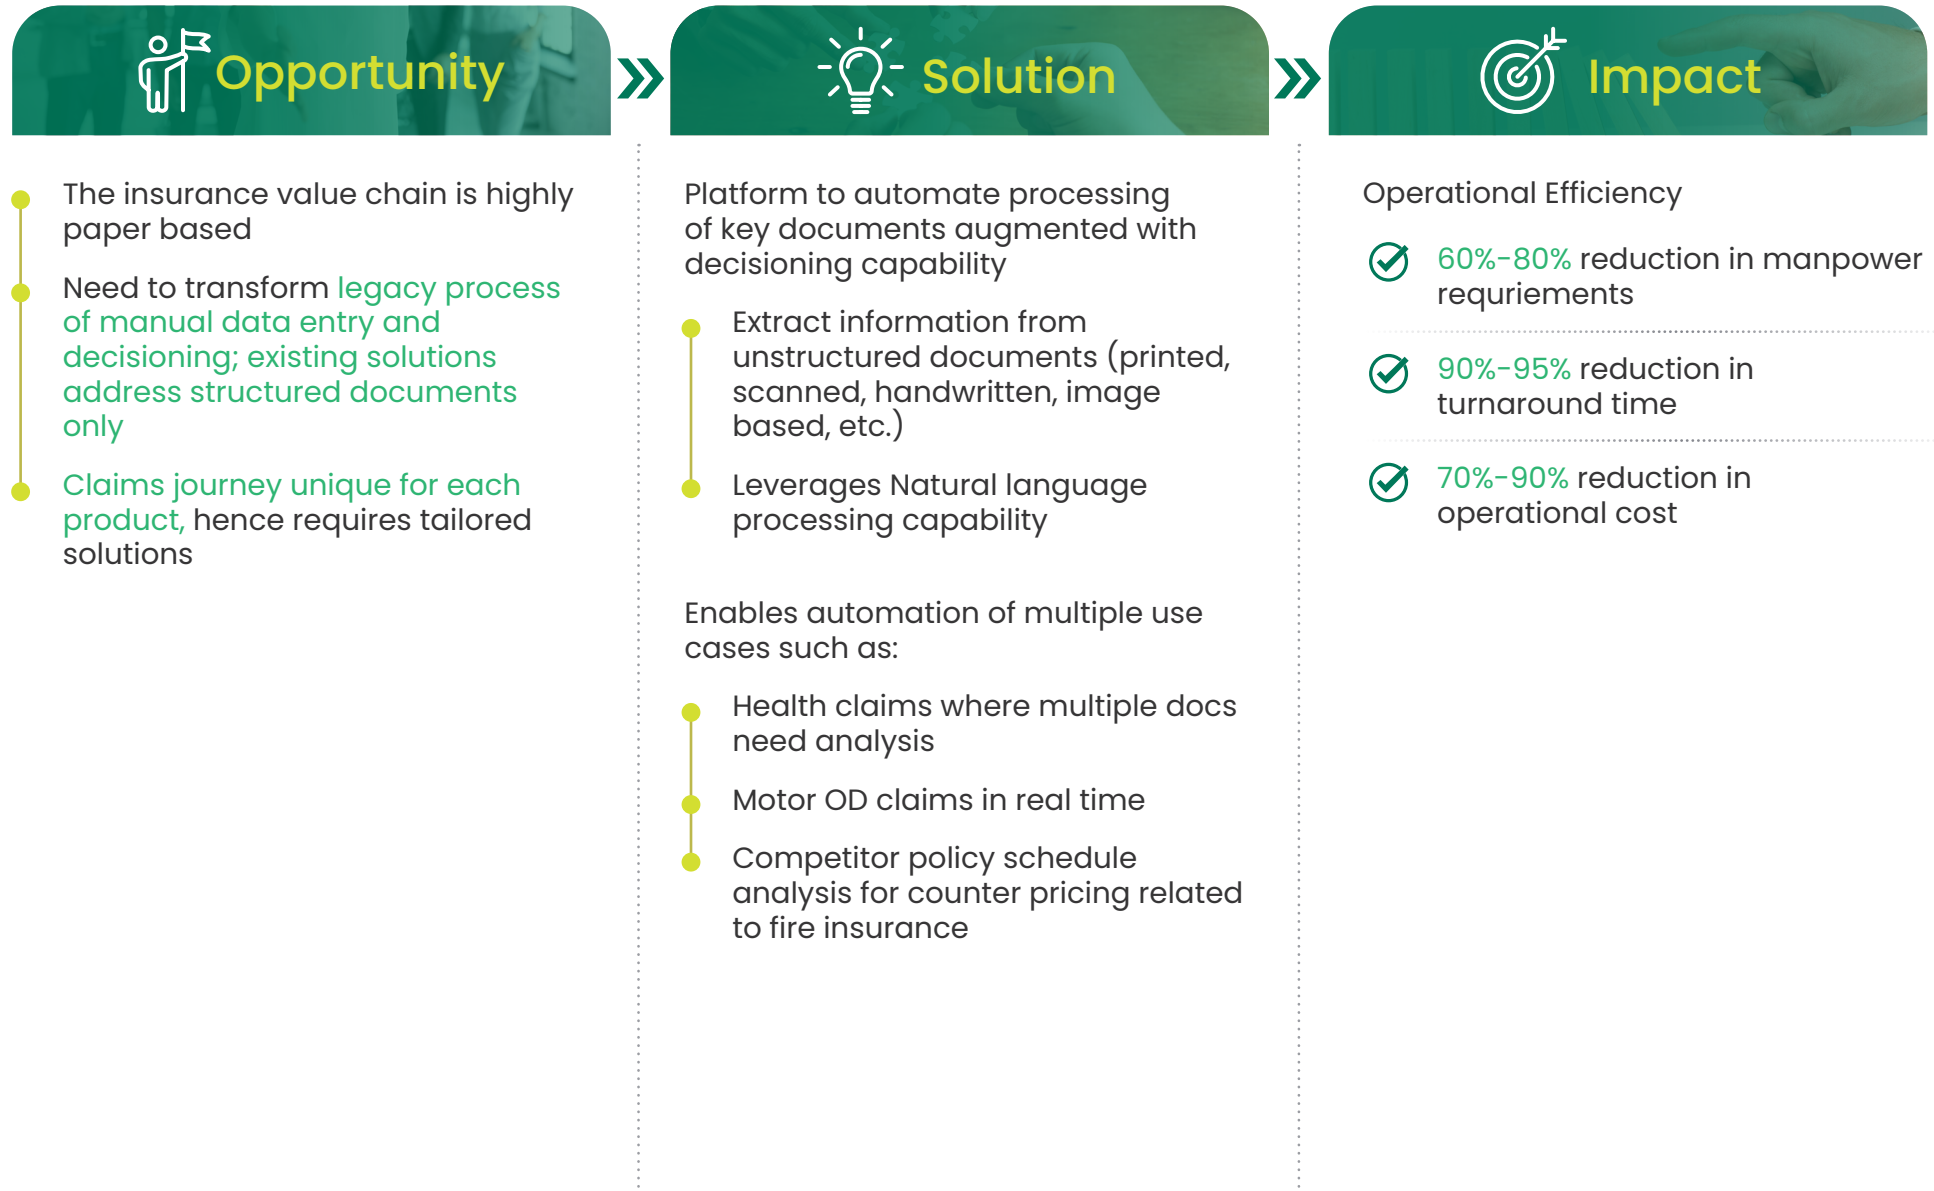 Opportunity
The insurance value chain is highly
paper based
Need to transform legacy process
of manual data entry and
decisioning; existing solutions
address structured documents
only
Claims journey unique for each
product, hence requires tailored
solutions
Solution
Platform to automate processing
of key documents augmented with
decisioning capability
Extract information from
unstructured documents (printed,
scanned, handwritten, image
based, etc.)
Leverages Natural language
processing capability
Enables automation of multiple use
cases such as:
Health claims where multiple docs
need analysis
Motor OD claims in real time
Competitor policy schedule
analysis for counter pricing related
to fire insurance
Impact
Operational Efficiency
60%-80% reduction in manpower
requriements
90%-95% reduction in
turnaround time
70%-90% reduction in
operational cost